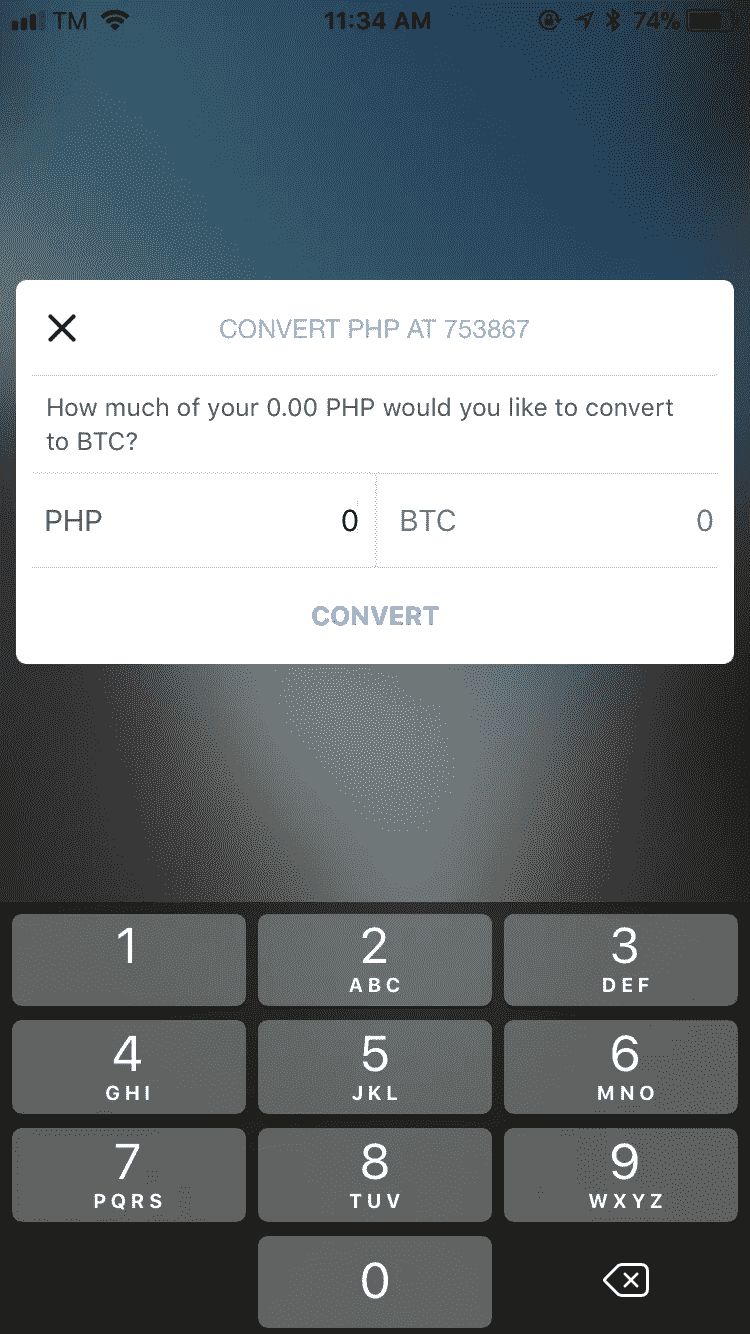 TM 11:34 AM 74%
CONVERT PHP AT 753867
How much of your 0.00 PHP would you like to convert
to BTC?
PHP 0 BTC 0
CONVERT
1 2 3
ABC DEF
4 5 6
GHI JKL MNO
7 8 9
PQRS TUV WXYZ
0